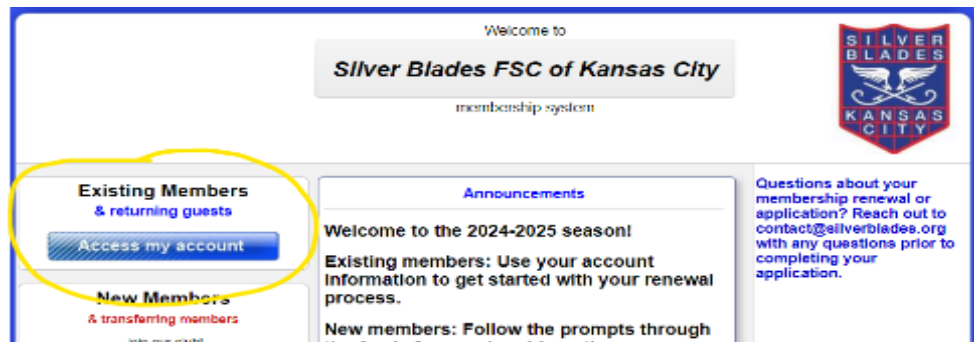 Welcome to
Silver Blades FSC of Kansas City
membership system
SILVER
BLADES
KANSAS
CITY
Existing Members
& returning guests
Access my account
New Members
& transferring members
join our club!
Announcements
Welcome to the 2024-2025 season!
Existing members: Use your account
information to get started with your renewal
process.
New members: Follow the prompts through
Questions about your
membership renewal or
application? Reach out to
contact@silverblades.org
with any questions prior to
completing your
application.